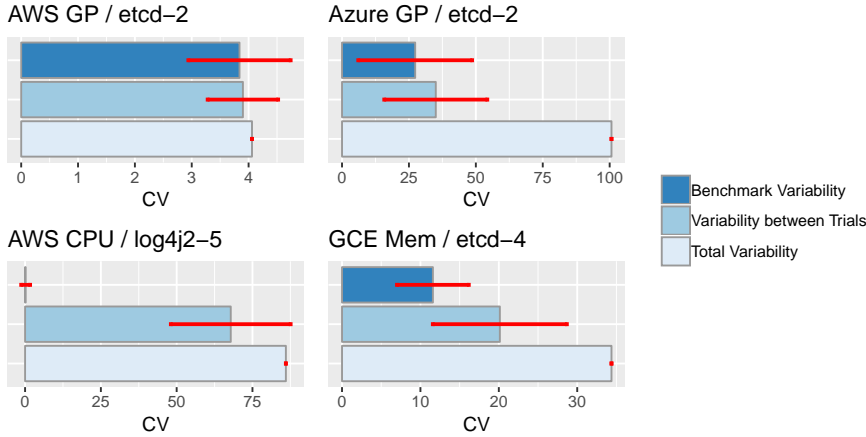 AWS GP / etcd−2
0 1 2 3 4
CV
Azure GP / etcd−2
0 25 50 75 100
CV
AWS CPU / log4j2−5
0 25 50 75
CV
GCE Mem / etcd−4
0 10 20 30
CV
Benchmark Variability
Variability between Trials
Total Variability